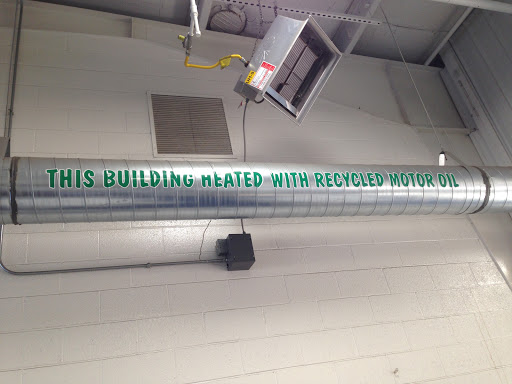 THIS BUILDING HEATED WITH RECYCLED MOTOR OIL